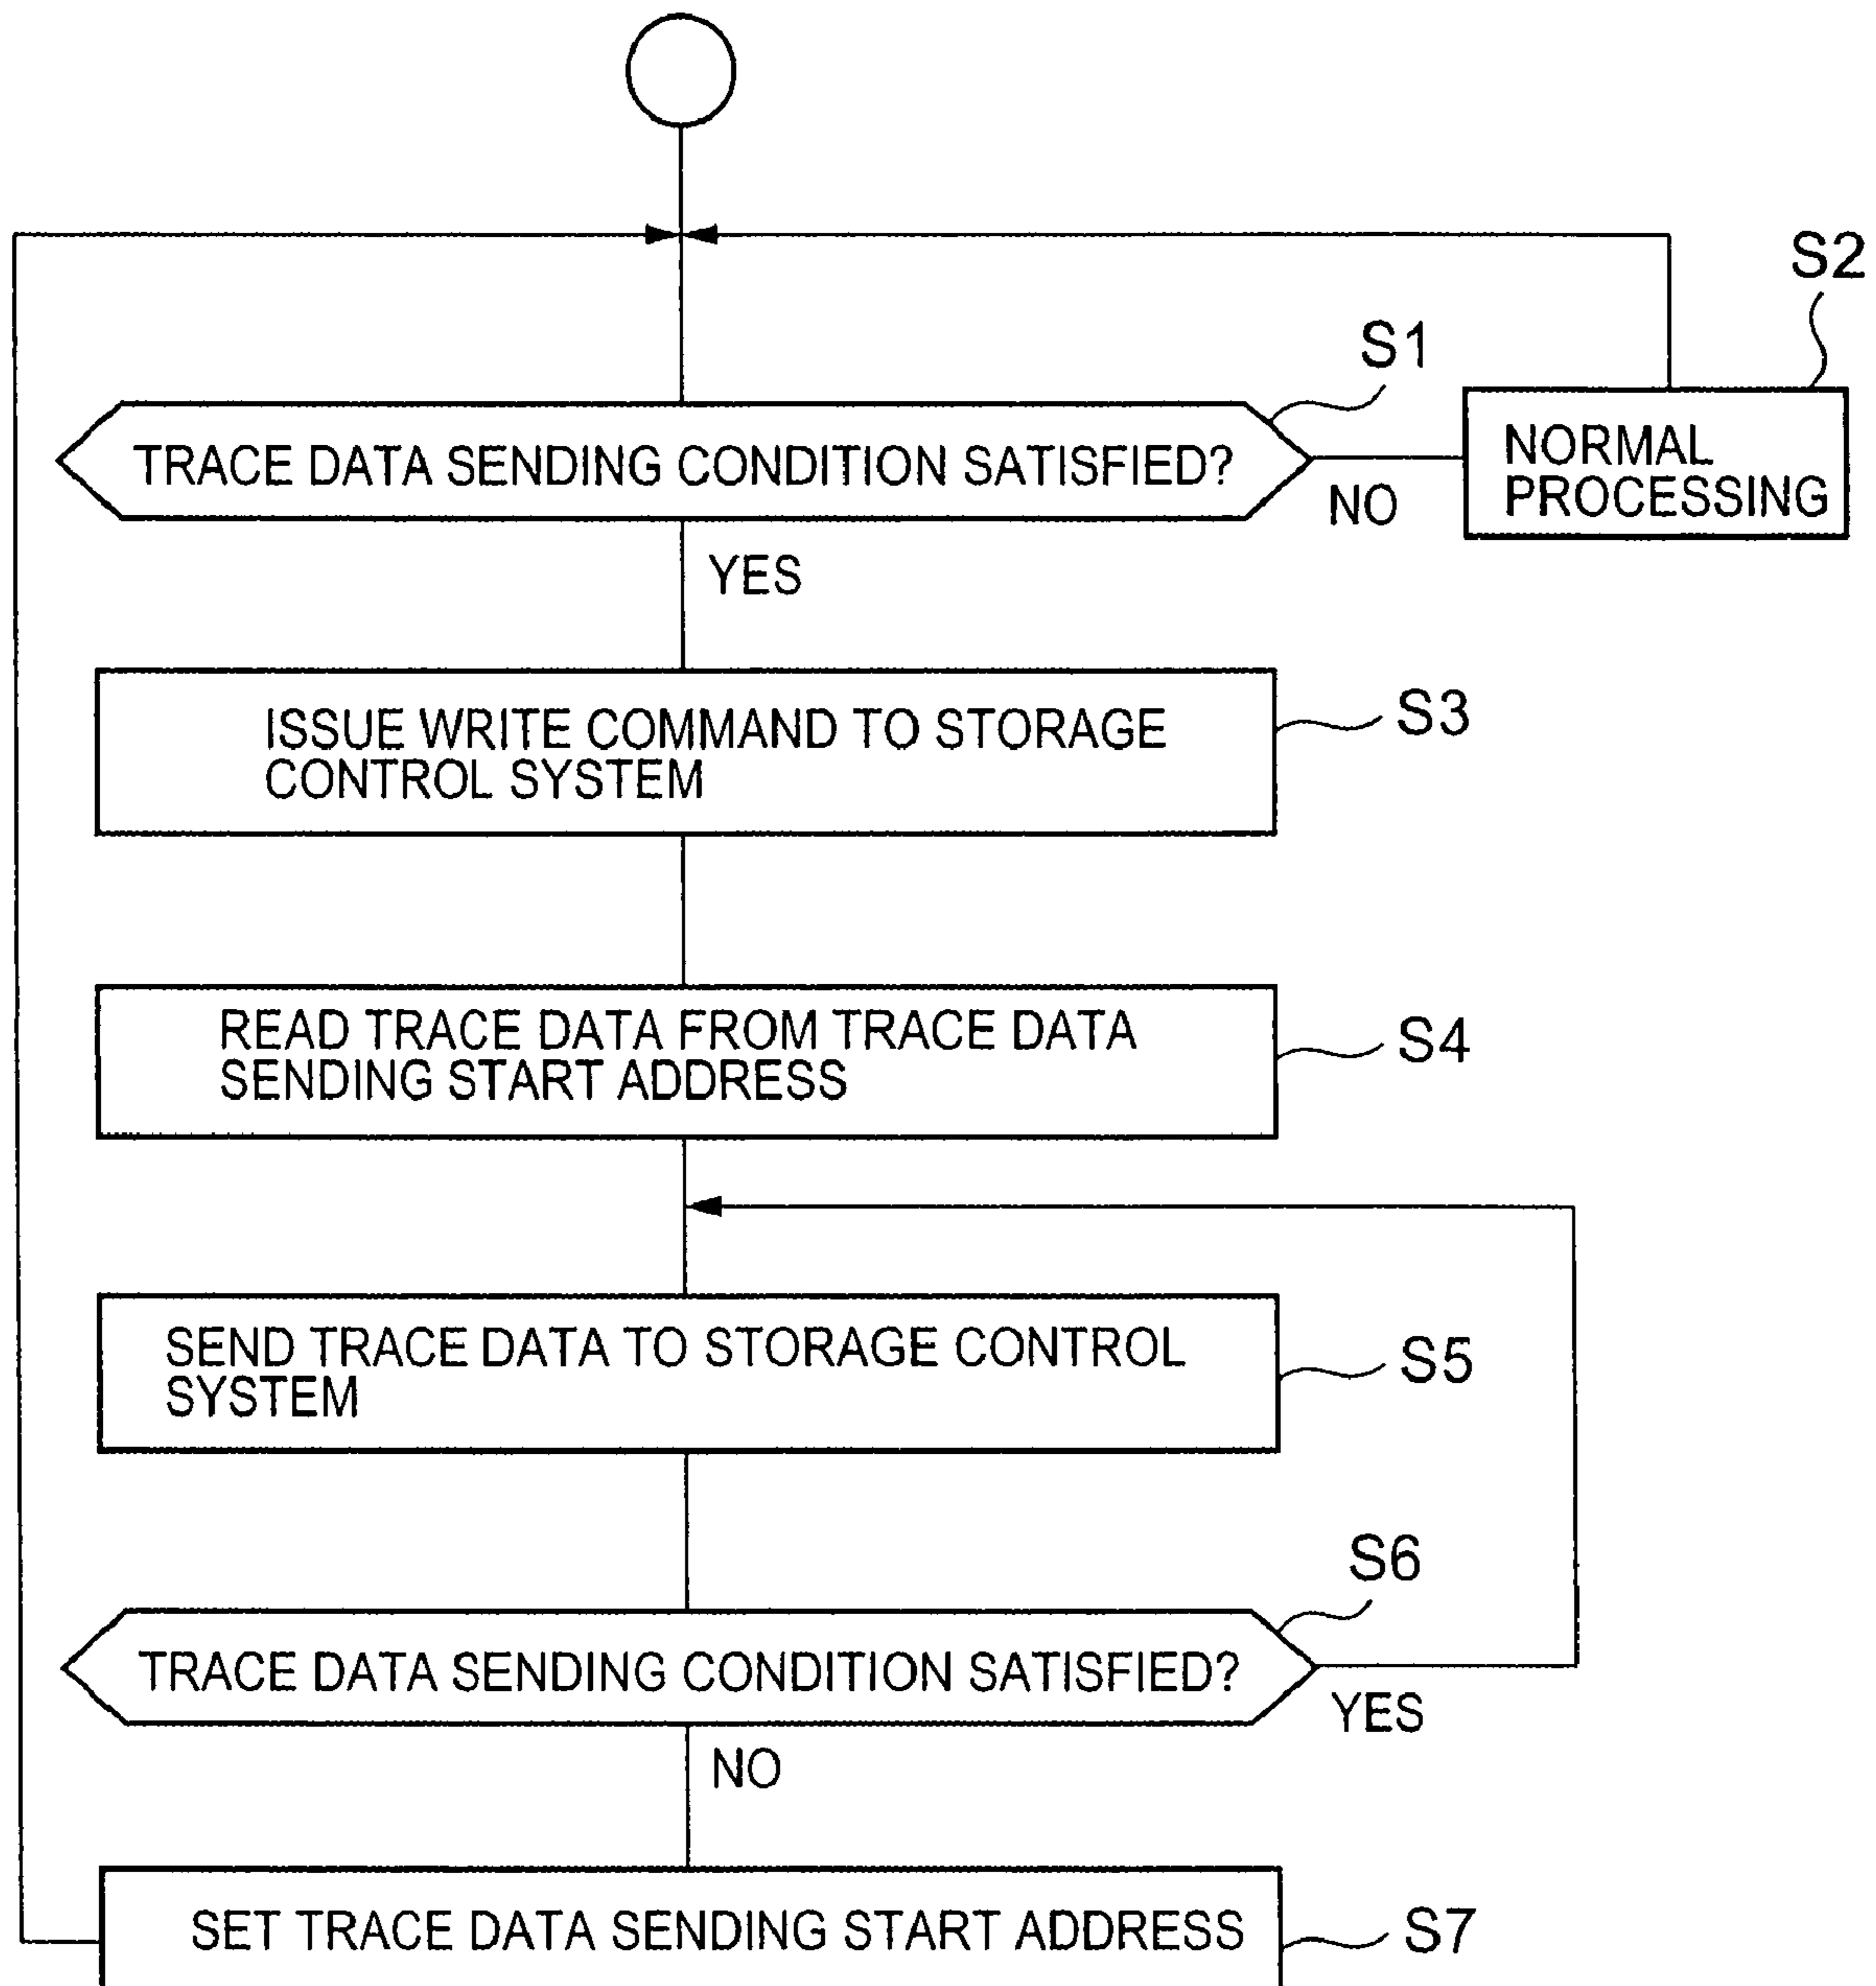 S2
S1
TRACE DATA SENDING CONDITION SATISFIED?
NORMAL
PROCESSING
NO
YES
ISSUE WRITE COMMAND TO STORAGE
CONTROL SYSTEM
S3
READ TRACE DATA FROM TRACE DATA
SENDING START ADDRESS
S4
SEND TRACE DATA TO STORAGE CONTROL
SYSTEM
S5
S6
TRACE DATA SENDING CONDITION SATISFIED?
YES
NO
SET TRACE DATA SENDING START ADDRESS
S7